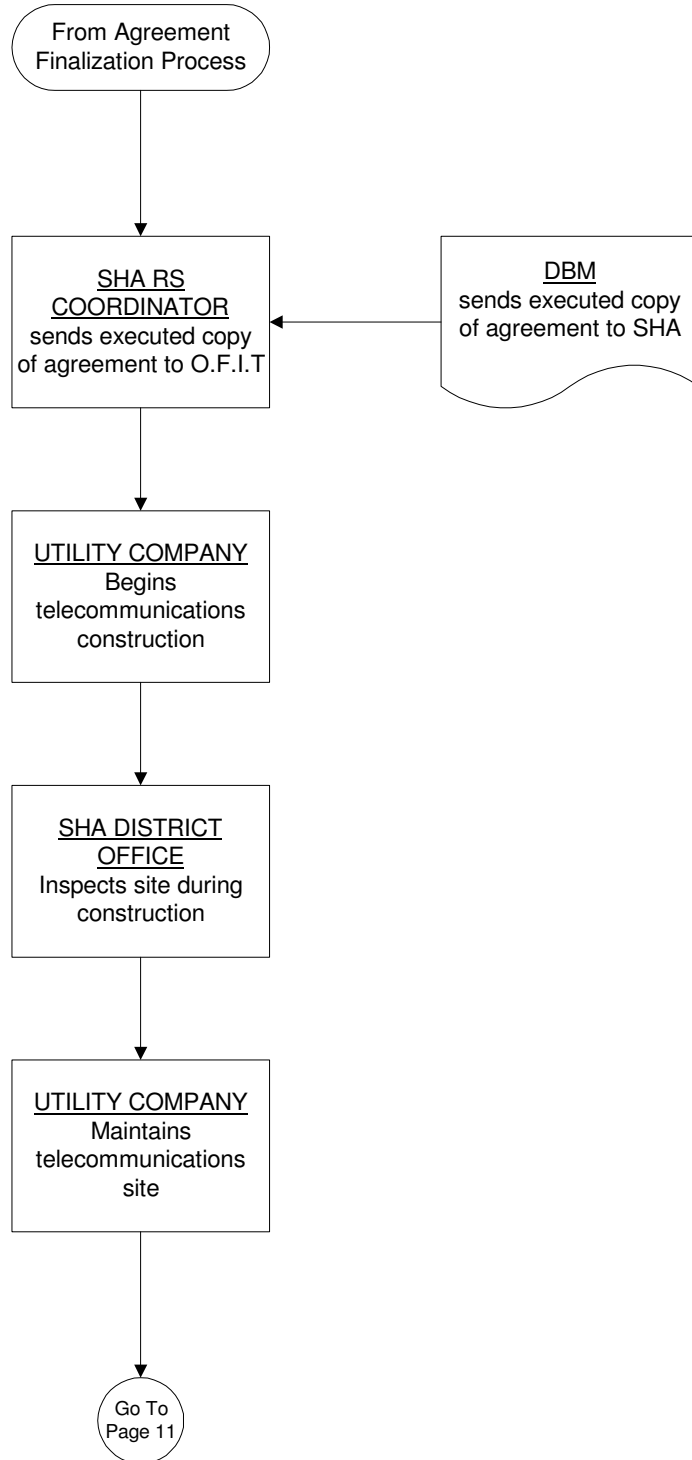 From Agreement
Finalization Process
SHA RS
COORDINATOR
sends executed copy
of agreement to O.F.I.T
DBM
sends executed copy
of agreement to SHA
UTILITY COMPANY
Begins
telecommunications
construction
SHA DISTRICT
OFFICE
Inspects site during
construction
UTILITY COMPANY
Maintains
telecommunications
site
Go To
Page 11